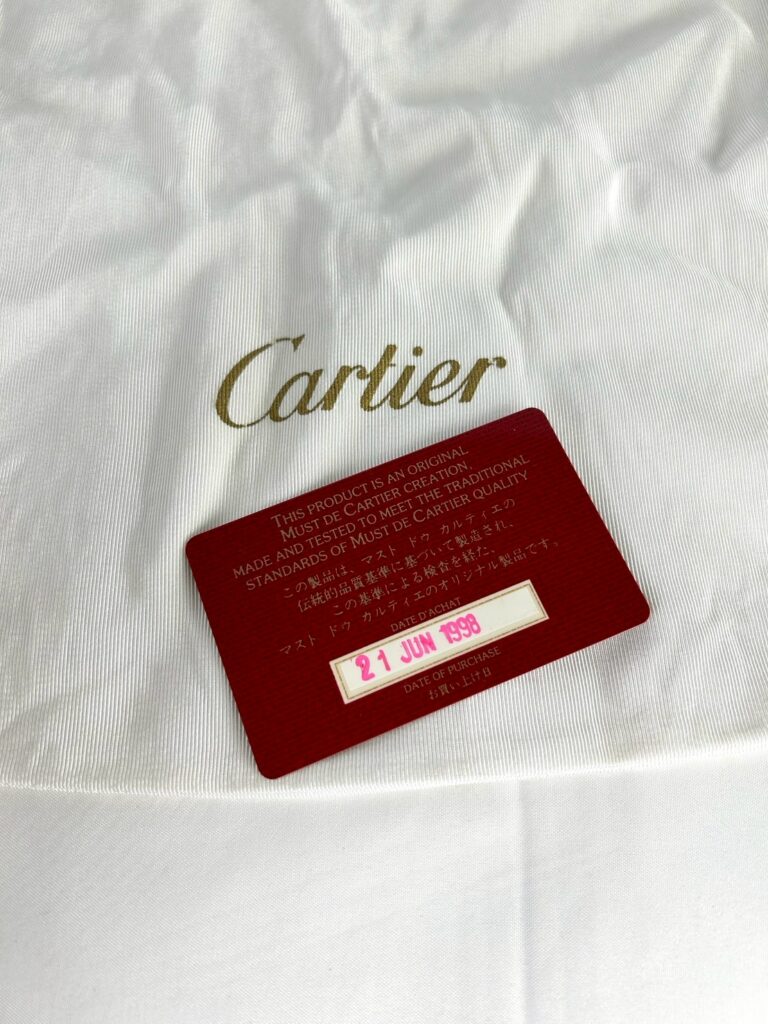 Cartier
THIS PRODUCT IS AN ORIGINAL
MUST DE CARTIER CREATION,
MADE AND TESTED TO MEET THE TRADITIONAL
STANDARDS OF MUST DE CARTIER QUALITY
この製品は、マスト ドゥ カルティエの
伝統的品質基準に基づいて製造され、
この基準による検査を経た、
マスト ドゥ カルティエのオリジナル製品です。
DATE D'ACHAT
21 JUN 1998
DATE OF PURCHASE
お買い上げ日